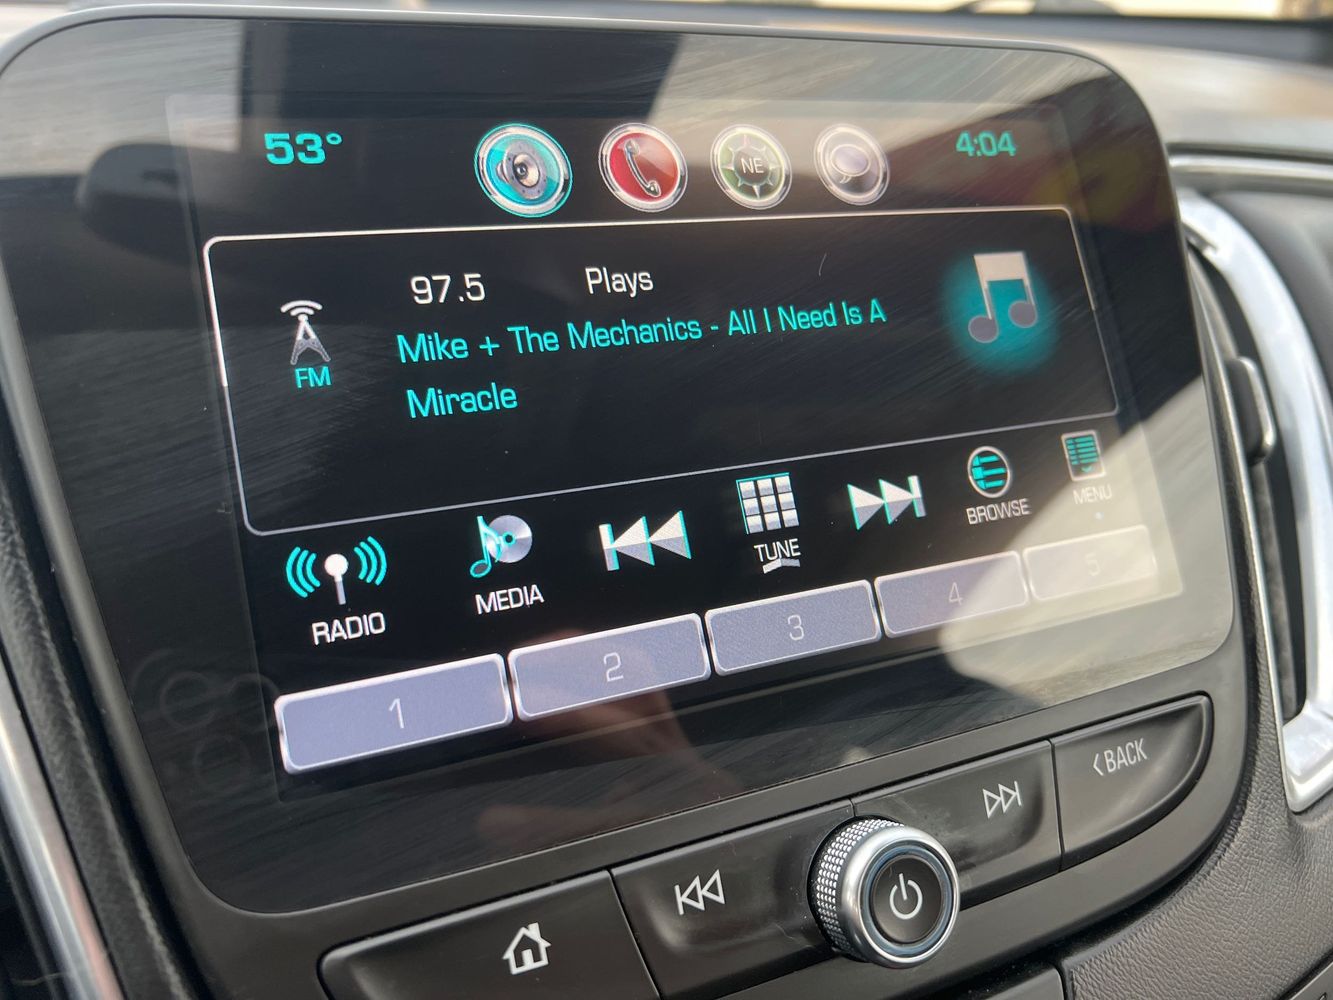 53° NE 4:04
97.5 Plays
FM
Mike + The Mechanics - All I Need Is A
Miracle
RADIO MEDIA TUNE BROWSE MENU
1 2 3 4 5
< BACK